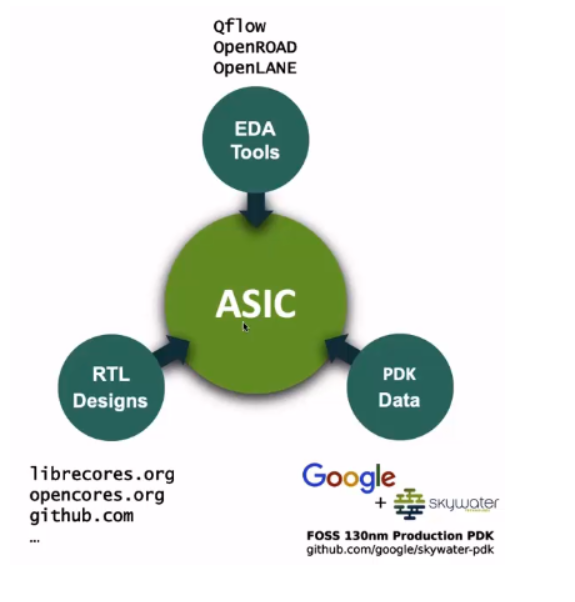 Qflow
OpenROAD
OpenLANE
EDA
Tools
ASIC
RTL
Designs
PDK
Data
librecores.org
opencores.org
github.com
...
Google
+ skywater
FOSS 130nm Production PDK
github.com/google/skywater-pdk